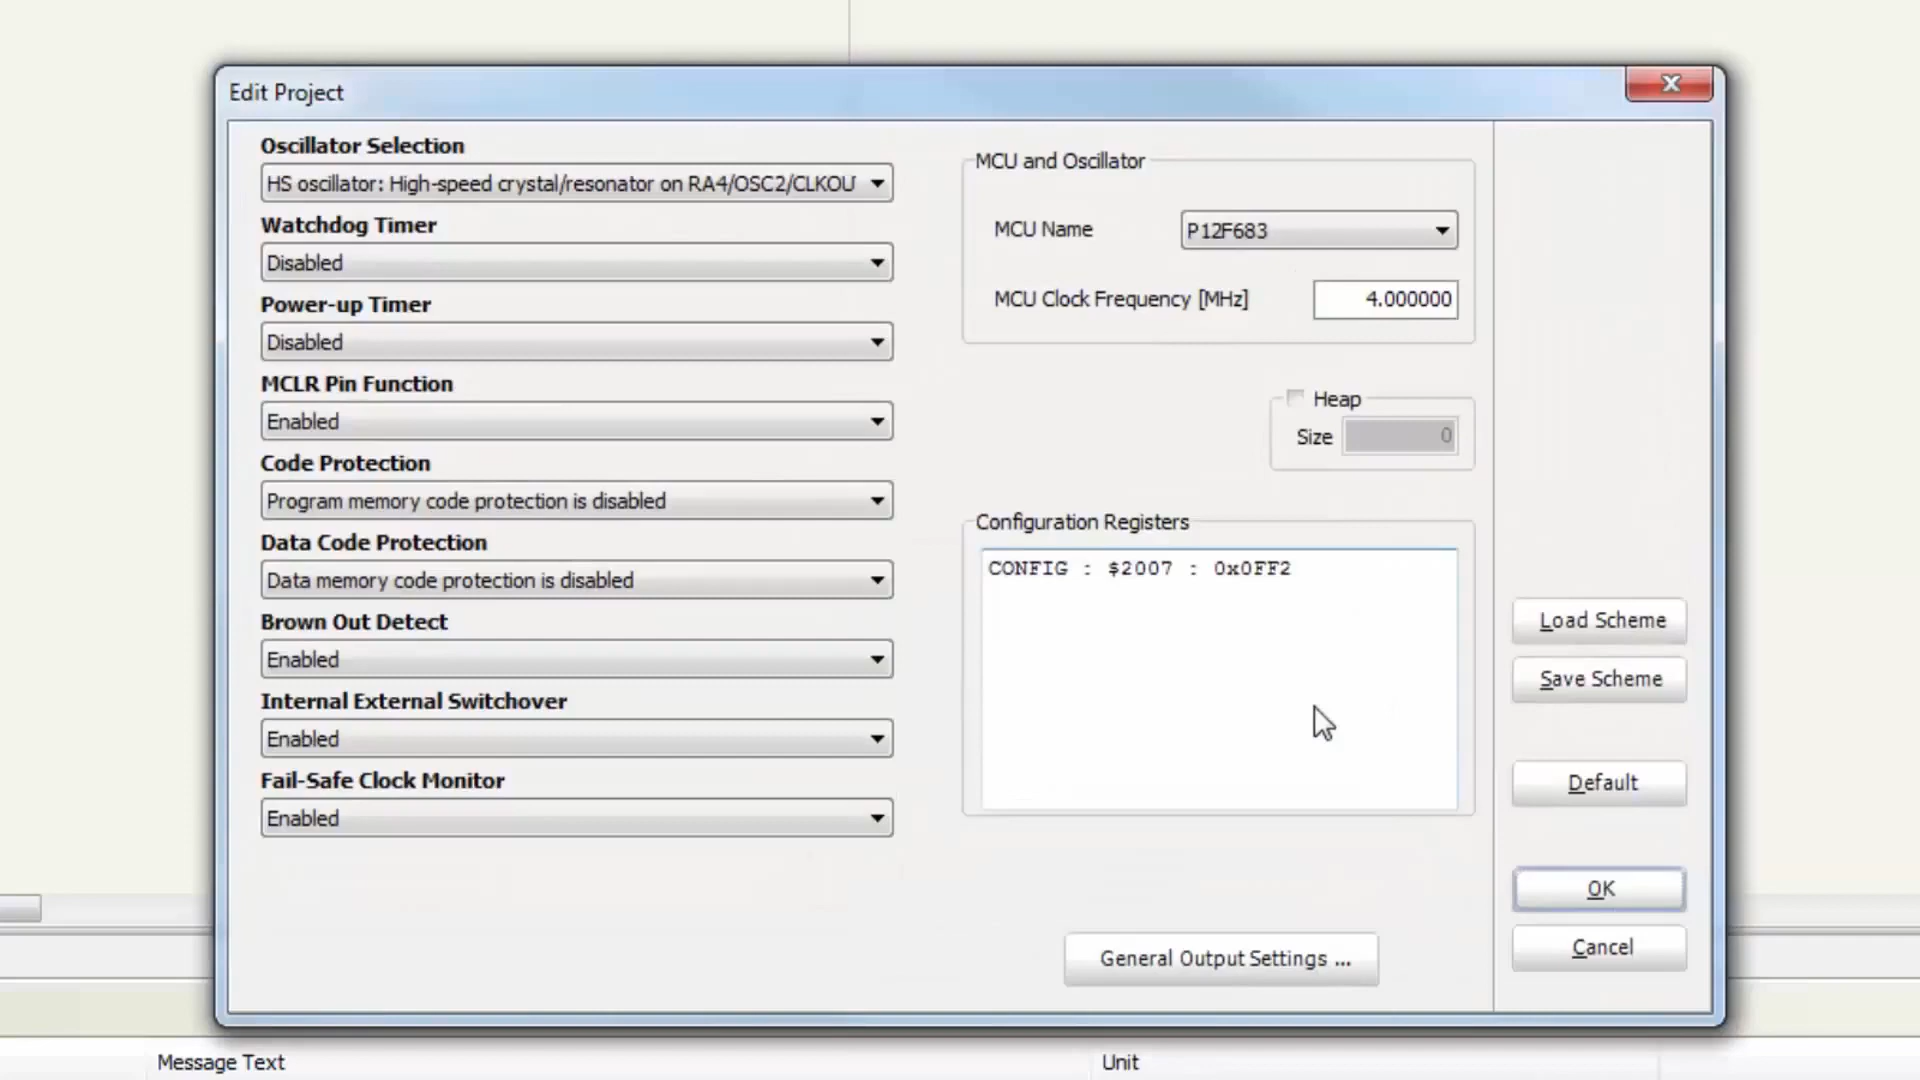 Edit Project
Oscillator Selection
HS oscillator: High-speed crystal/resonator on RA4/OSC2/CLKOU
Watchdog Timer
Disabled
Power-up Timer
Disabled
MCLR Pin Function
Enabled
Code Protection
Program memory code protection is disabled
Data Code Protection
Data memory code protection is disabled
Brown Out Detect
Enabled
Internal External Switchover
Enabled
Fail-Safe Clock Monitor
Enabled
MCU and Oscillator
MCU Name P12F683
MCU Clock Frequency [MHz] 4.000000
Heap
Size 0
Configuration Registers
CONFIG : $2007 : 0x0FF2
General Output Settings ...
Load Scheme
Save Scheme
Default
OK
Cancel
Message Text Unit